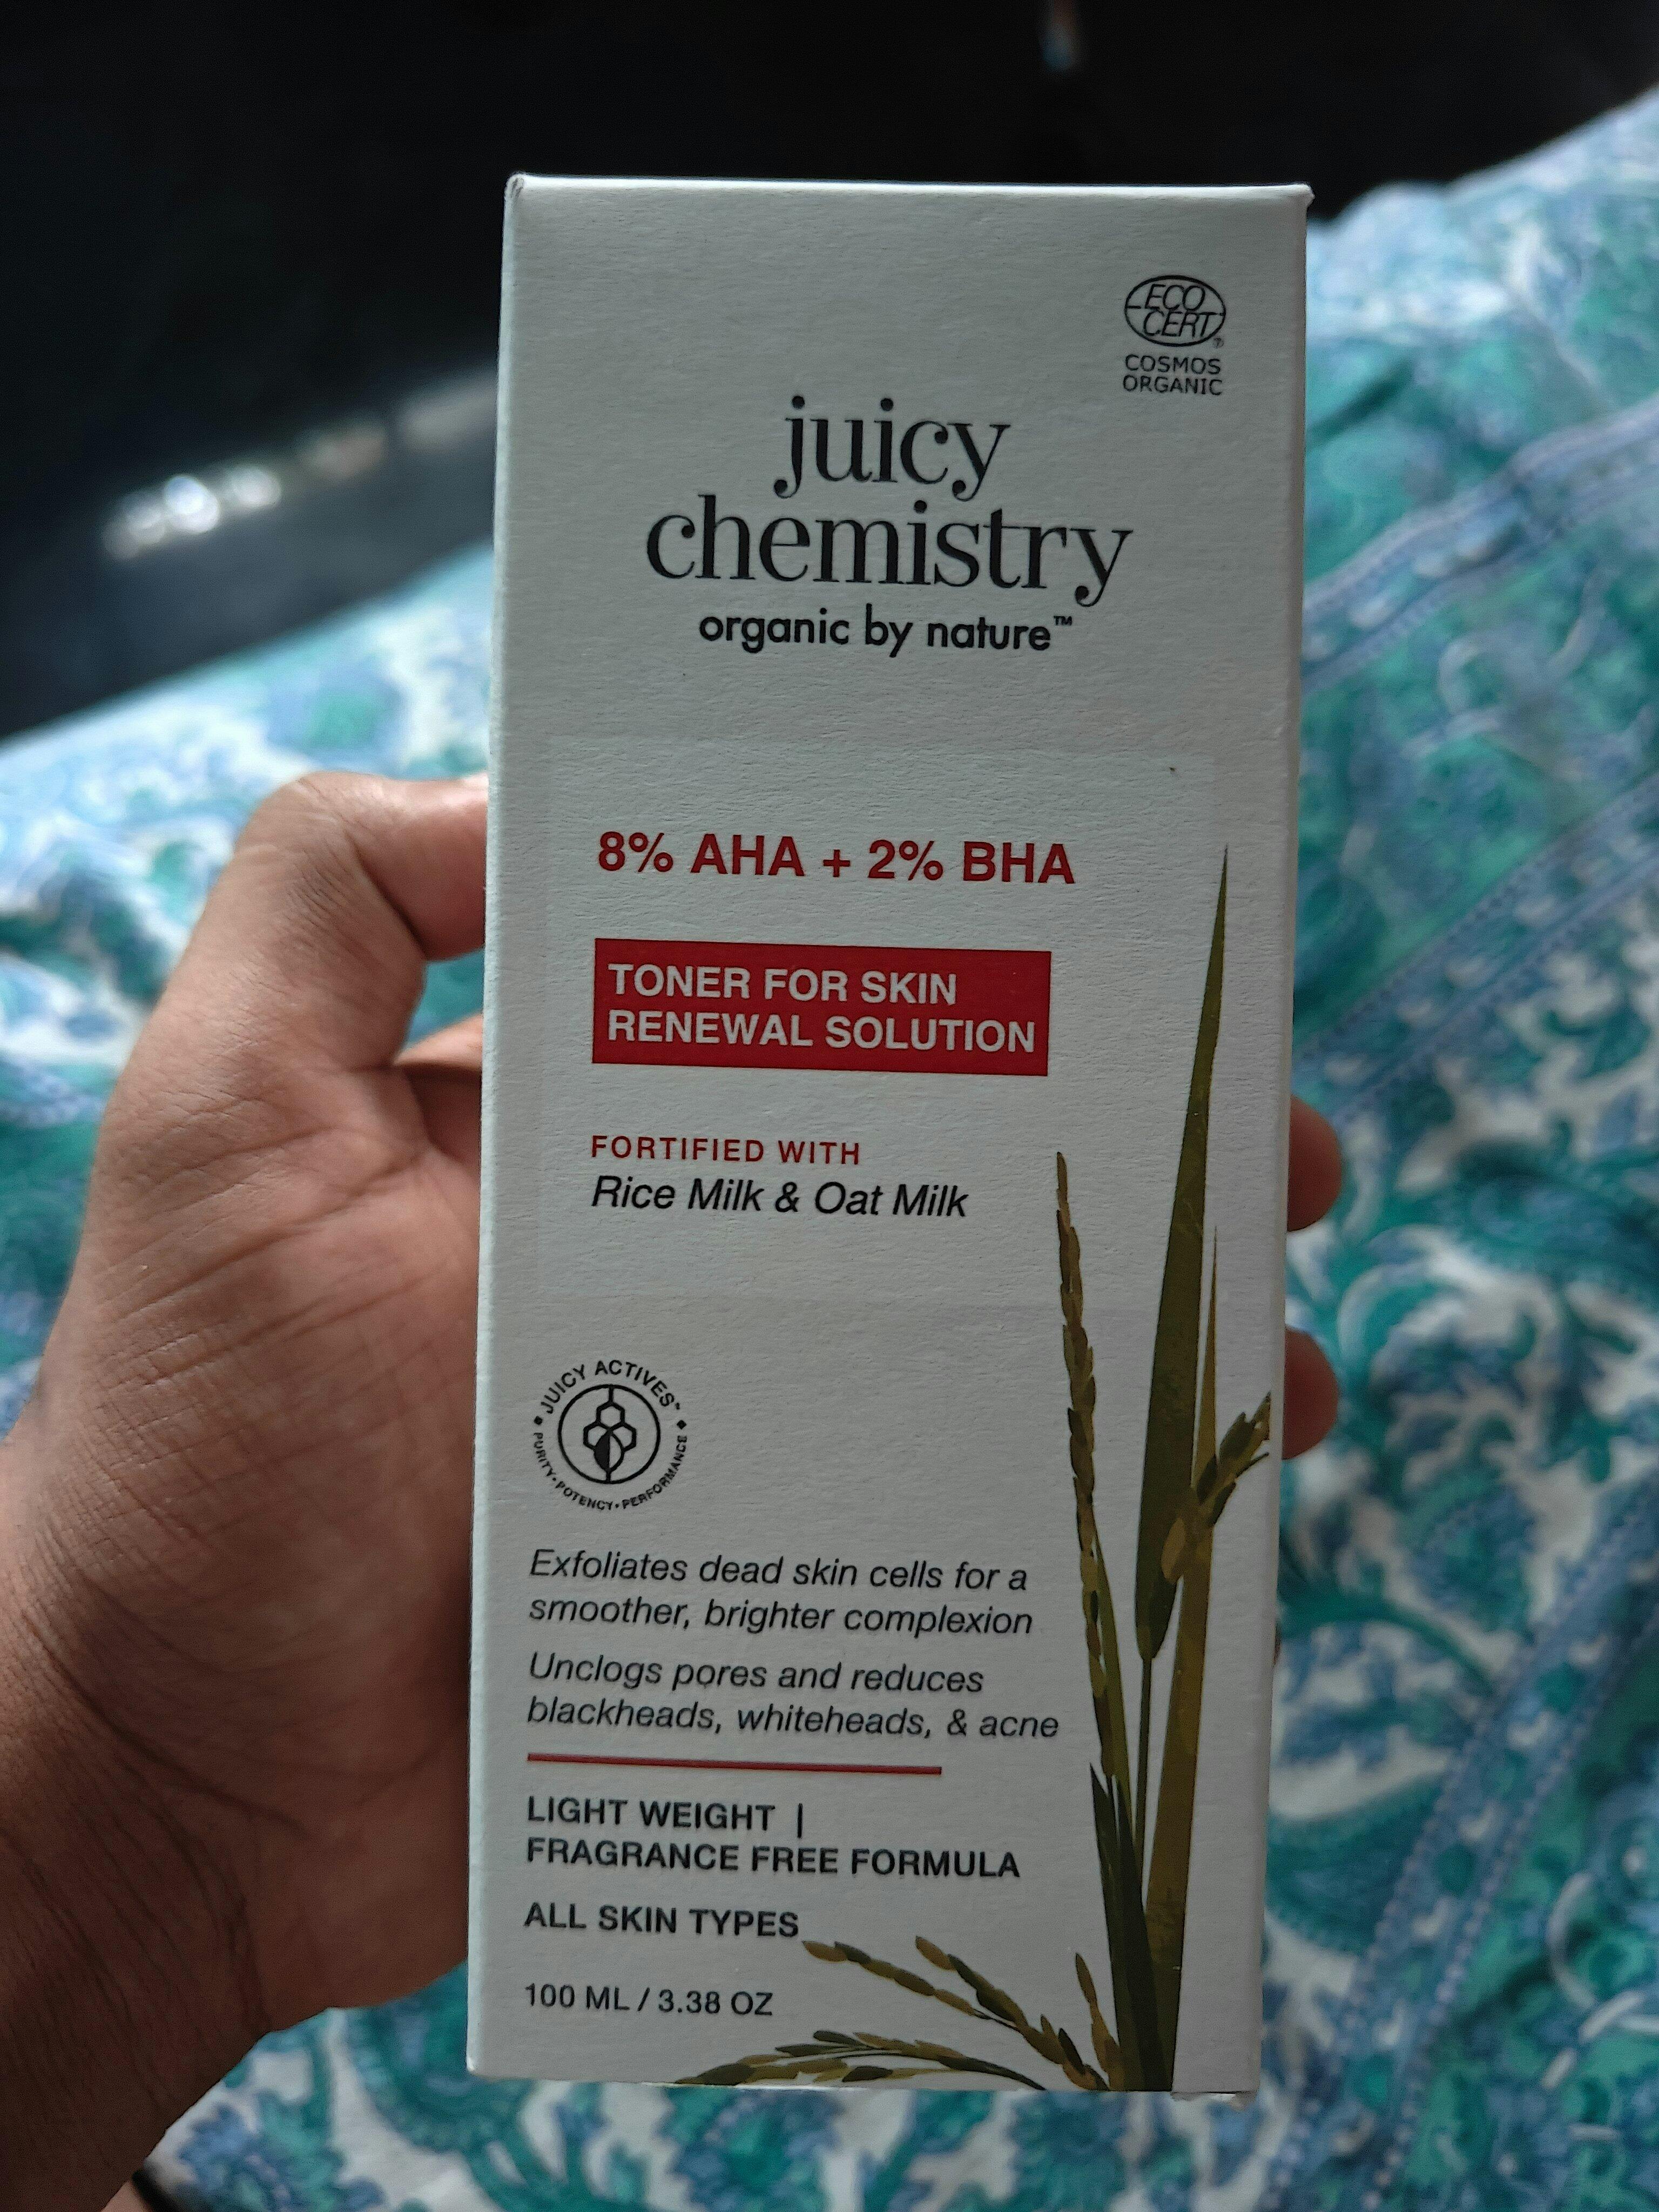 ECO
CERT®
COSMOS
ORGANIC
juicy
chemistry
organic by nature™
8% AHA + 2% BHA
TONER FOR SKIN
RENEWAL SOLUTION
FORTIFIED WITH
Rice Milk & Oat Milk
JUICY ACTIVES™
PURITY • POTENCY • PERFORMANCE
Exfoliates dead skin cells for a
smoother, brighter complexion
Unclogs pores and reduces
blackheads, whiteheads, & acne
LIGHT WEIGHT |
FRAGRANCE FREE FORMULA
ALL SKIN TYPES
100 ML / 3.38 OZ